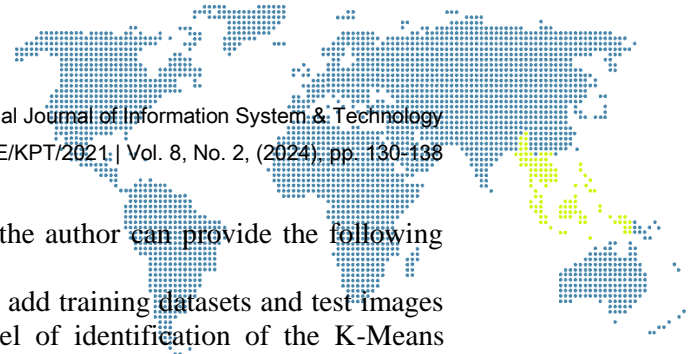 al Journal of Information System & Technology
E/KPT/2021 | Vol. 8, No. 2, (2024), pp. 130-138
the author can provide the following
add training datasets and test images
el of identification of the K-Means